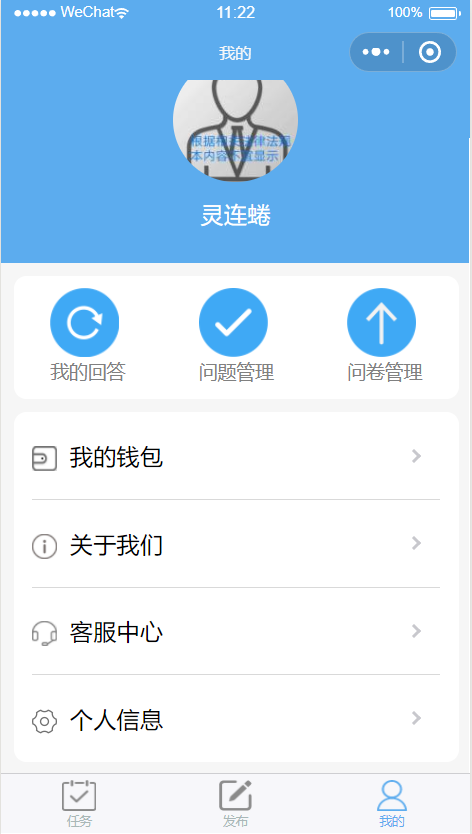 WeChat 11:22 100%
我的
根据相关法律法规
本内容不宜显示
灵连蜷
我的回答 问题管理 问卷管理
我的钱包
关于我们
客服中心
个人信息
任务 发布 我的